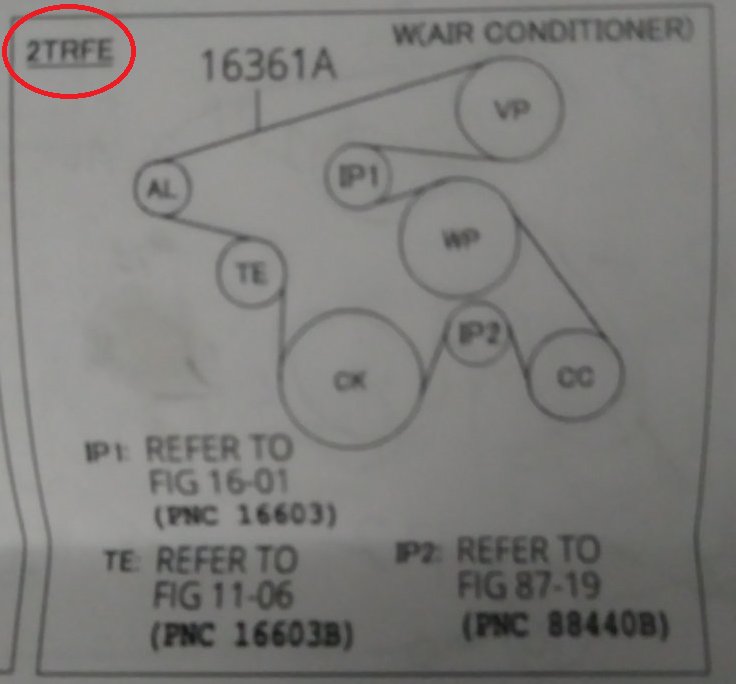 2TRFE
W(AIR CONDITIONER)
16361A
VP
IP1
AL
WP
TE
IP2
CK
CC
IP1: REFER TO
FIG 16-01
(PNC 16603)
TE: REFER TO
FIG 11-06
(PNC 16603B)
IP2: REFER TO
FIG 87-19
(PNC 88440B)